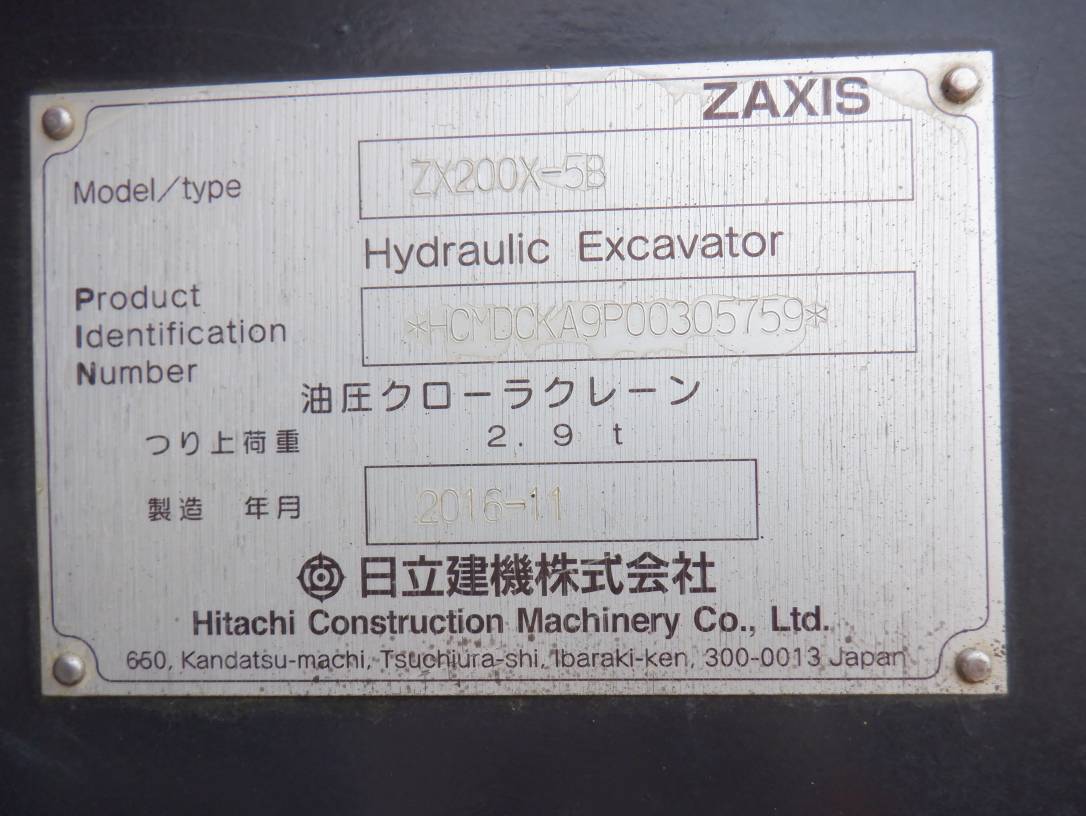 ZAXIS
Model/type ZX200X-5B
Hydraulic Excavator
Product
Identification *HCMDCKA9P00305759*
Number
油圧クローラクレーン
つり上荷重 2.9 t
製造 年月 2016-11
日立建機株式会社
Hitachi Construction Machinery Co., Ltd.
650, Kandatsu-machi, Tsuchiura-shi, Ibaraki-ken, 300-0013 Japan